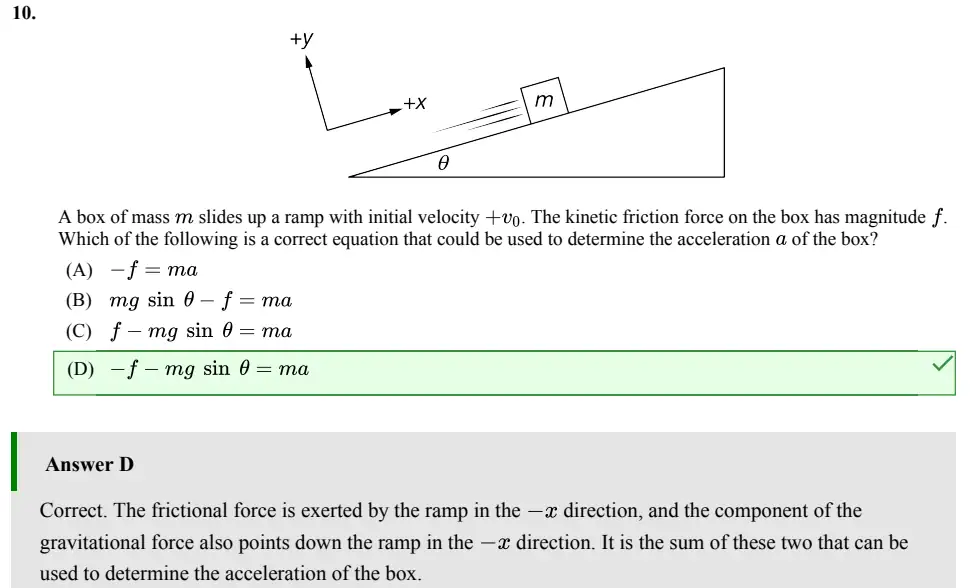 10.
+y
+x
m
θ
A box of mass m slides up a ramp with initial velocity +v₀. The kinetic friction force on the box has magnitude f.
Which of the following is a correct equation that could be used to determine the acceleration a of the box?
(A) −f = ma
(B) mg sin θ − f = ma
(C) f − mg sin θ = ma
(D) −f − mg sin θ = ma
Answer D
Correct. The frictional force is exerted by the ramp in the −x direction, and the component of the
gravitational force also points down the ramp in the −x direction. It is the sum of these two that can be
used to determine the acceleration of the box.